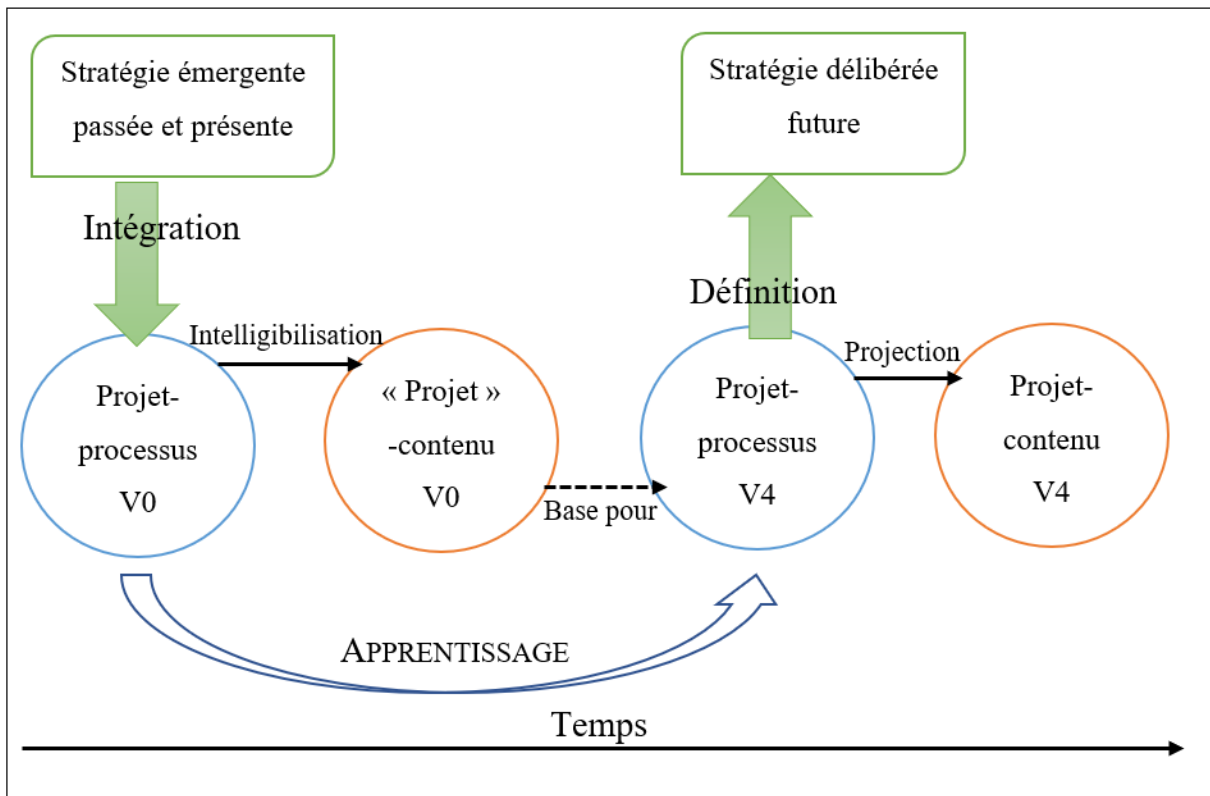 Stratégie émergente
passée et présente
Stratégie délibérée
future
Intégration
Définition
Intelligibilisation
Projection
Projet-
processus
V0
« Projet »
-contenu
V0
Base pour
Projet-
processus
V4
Projet-
contenu
V4
APPRENTISSAGE
Temps